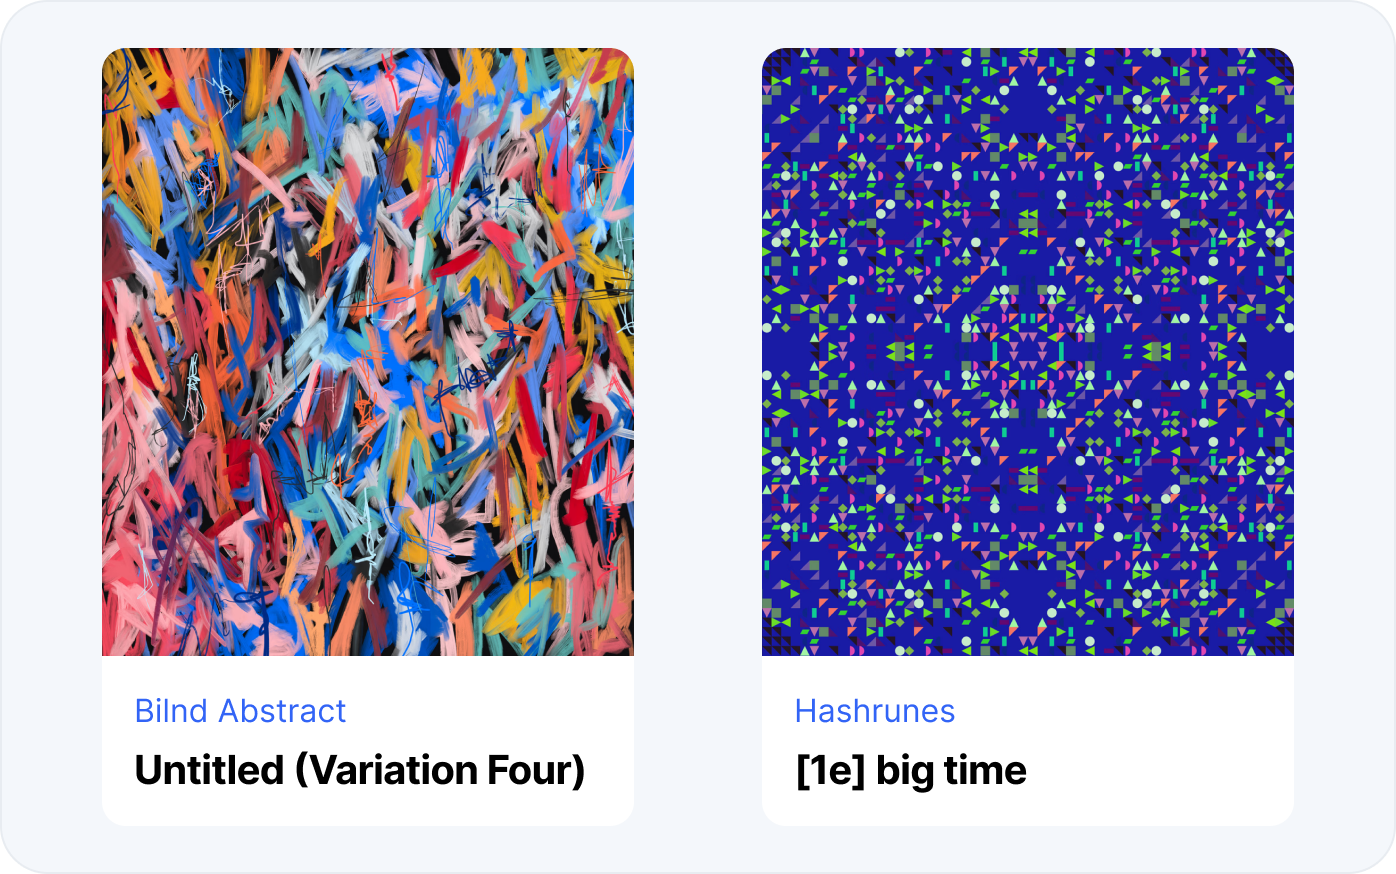 Bilnd Abstract
Untitled (Variation Four)
Hashrunes
[1e] big time